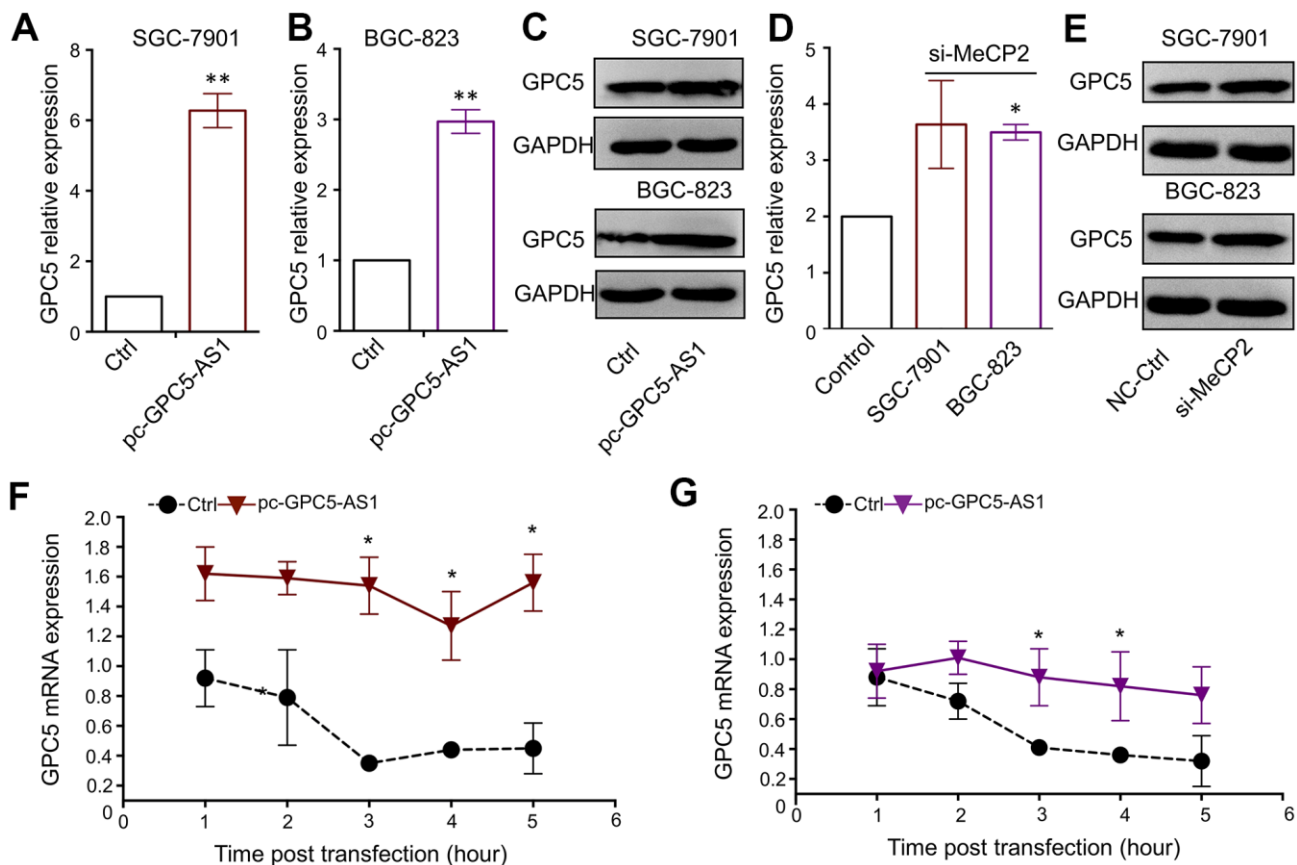 A
SGC-7901
GPC5 relative expression
8
6
4
2
0
**
Ctrl
pc-GPC5-AS1
B
BGC-823
GPC5 relative expression
4
3
2
1
0
**
Ctrl
pc-GPC5-AS1
C
SGC-7901
GPC5
GAPDH
BGC-823
GPC5
GAPDH
Ctrl
pc-GPC5-AS1
D
si-MeCP2
GPC5 relative expression
5
4
3
2
1
0
*
Control
SGC-7901
BGC-823
E
SGC-7901
GPC5
GAPDH
BGC-823
GPC5
GAPDH
NC-Ctrl
si-MeCP2
F
Ctrl
pc-GPC5-AS1
GPC5 mRNA expression
2.0
1.8
1.6
1.4
1.2
1.0
0.8
0.6
0.4
0.2
*
*
*
*
0
1
2
3
4
5
6
Time post transfection (hour)
G
Ctrl
pc-GPC5-AS1
GPC5 mRNA expression
2.0
1.8
1.6
1.4
1.2
1.0
0.8
0.6
0.4
0.2
*
*
0
1
2
3
4
5
6
Time post transfection (hour)